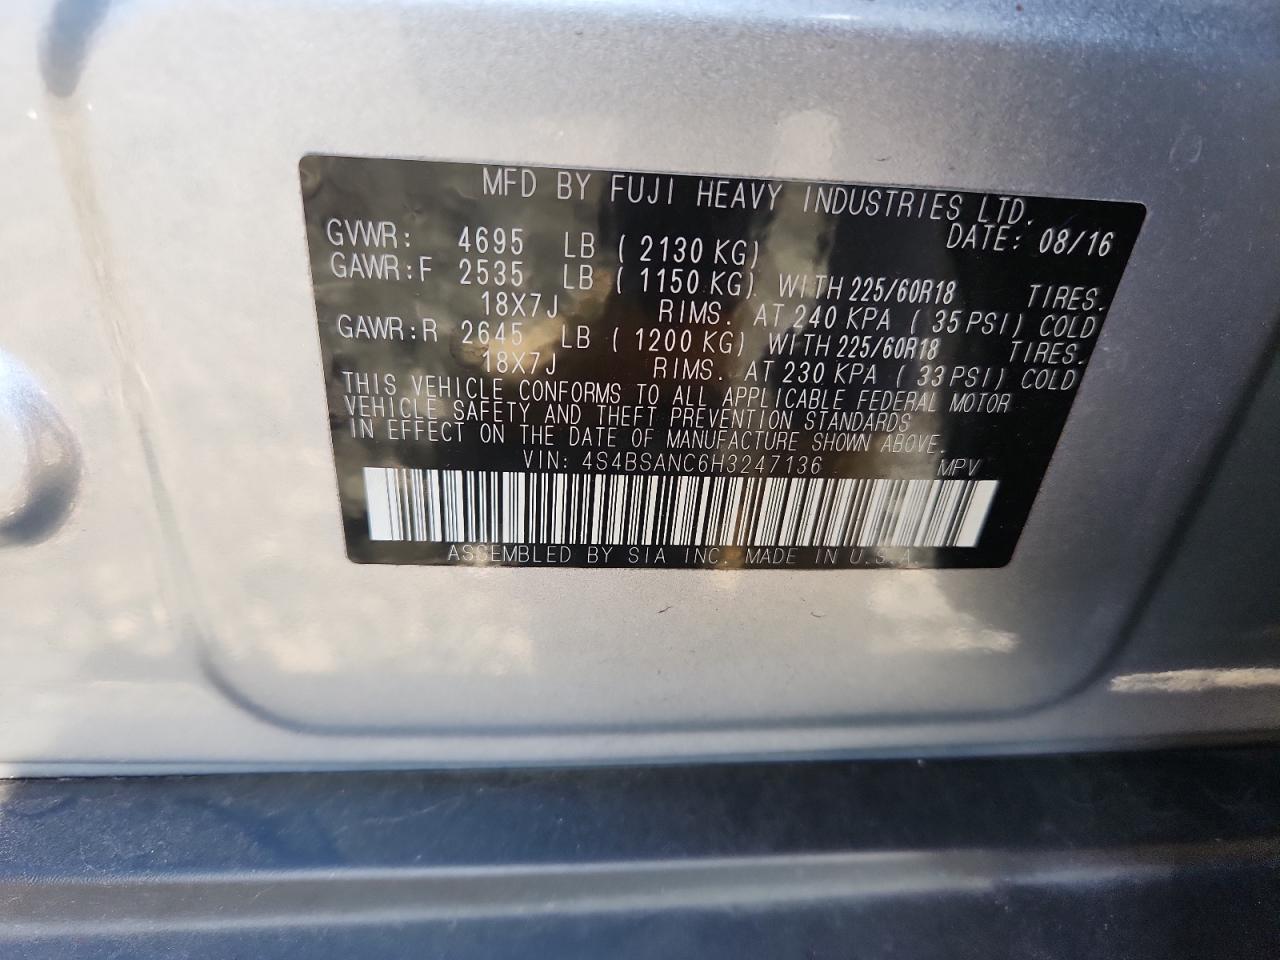 MFD BY FUJI HEAVY INDUSTRIES LTD.
DATE: 08/16
GVWR: 4695 LB ( 2130 KG)
GAWR:F 2535 LB ( 1150 KG) WITH 225/60R18 TIRES.
18X7J RIMS. AT 240 KPA ( 35 PSI) COLD
GAWR:R 2645 LB ( 1200 KG) WITH 225/60R18 TIRES.
18X7J RIMS. AT 230 KPA ( 33 PSI) COLD
THIS VEHICLE CONFORMS TO ALL APPLICABLE FEDERAL MOTOR
VEHICLE SAFETY AND THEFT PREVENTION STANDARDS
IN EFFECT ON THE DATE OF MANUFACTURE SHOWN ABOVE.
VIN: 4S4BSANC6H3247136 MPV
ASSEMBLED BY SIA INC. MADE IN U.S.A.